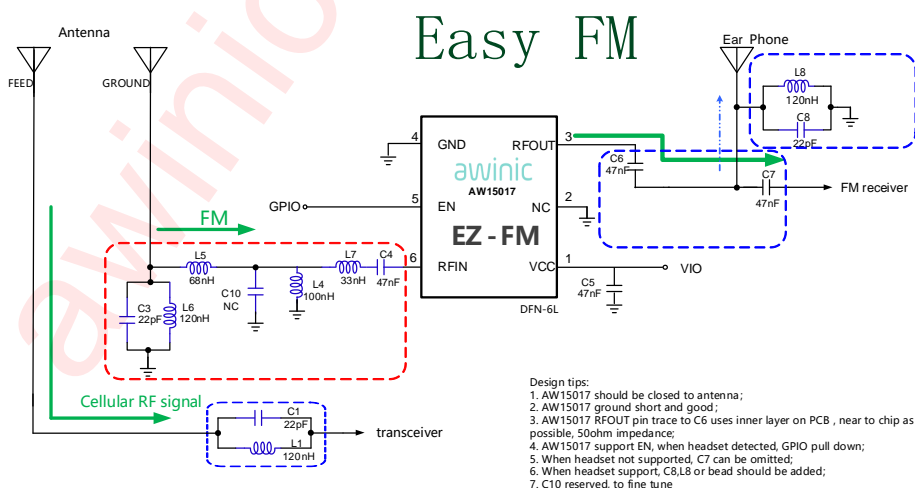 Easy FM
Antenna
FEED
GROUND
Ear Phone
L8
120nH
C8
22pF
4
GND
RFOUT
3
awinic
AW15017
C6
47nF
C7
47nF
FM receiver
GPIO
5
EN
NC
2
EZ - FM
FM
L5
68nH
L7
33nH
C4
47nF
6
RFIN
VCC
1
VIO
C5
47nF
DFN-6L
C3
22pF
L6
120nH
C10
NC
L4
100nH
Cellular RF signal
C1
22pF
L1
120nH
transceiver
Design tips:
1. AW15017 should be closed to antenna;
2. AW15017 ground short and good;
3. AW15017 RFOUT pin trace to C6 uses inner layer on PCB , near to chip as
possible, 50ohm impedance;
4. AW15017 support EN, when headset detected, GPIO pull down;
5. When headset not supported, C7 can be omitted;
6. When headset support, C8,L8 or bead should be added;
7. C10 reserved, to fine tune
awinic